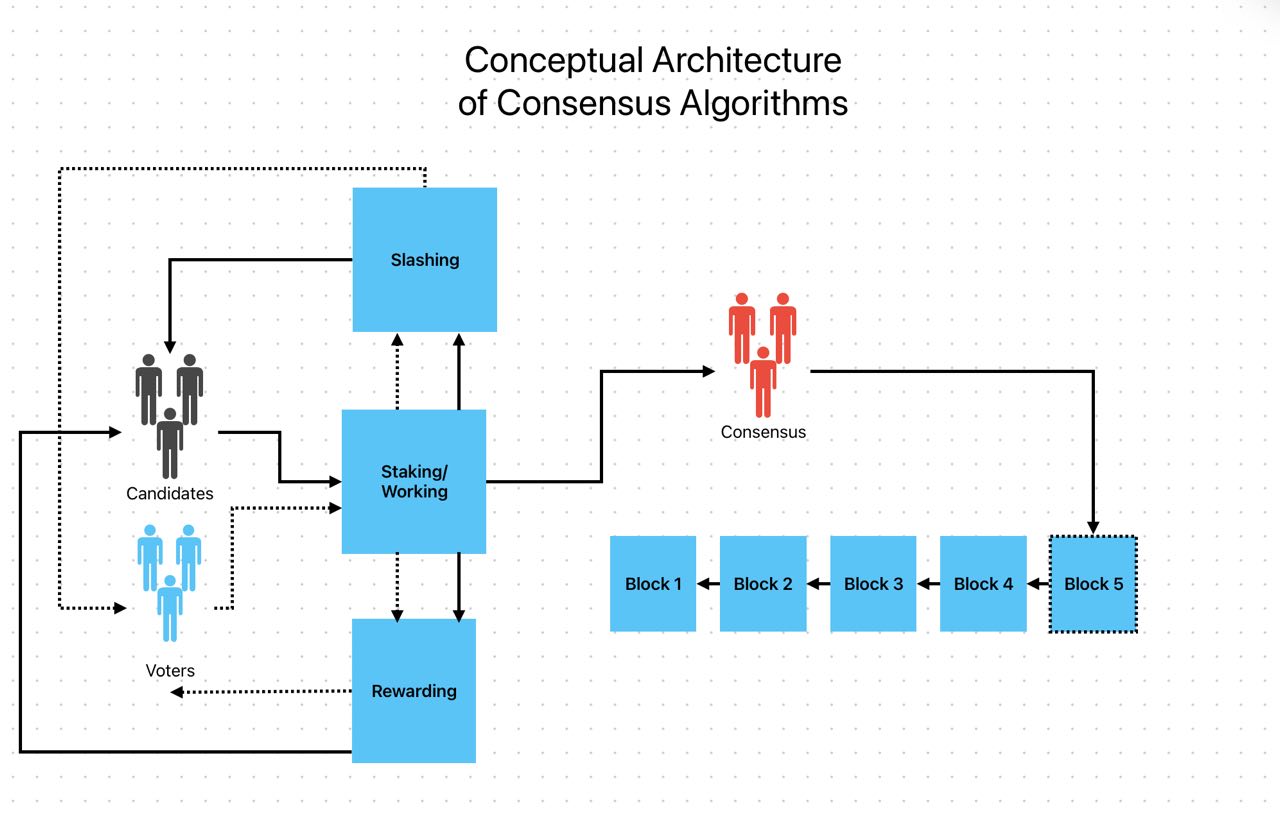 Conceptual Architecture
of Consensus Algorithms
Slashing
Candidates
Staking/
Working
Consensus
Voters
Rewarding
Block 1
Block 2
Block 3
Block 4
Block 5